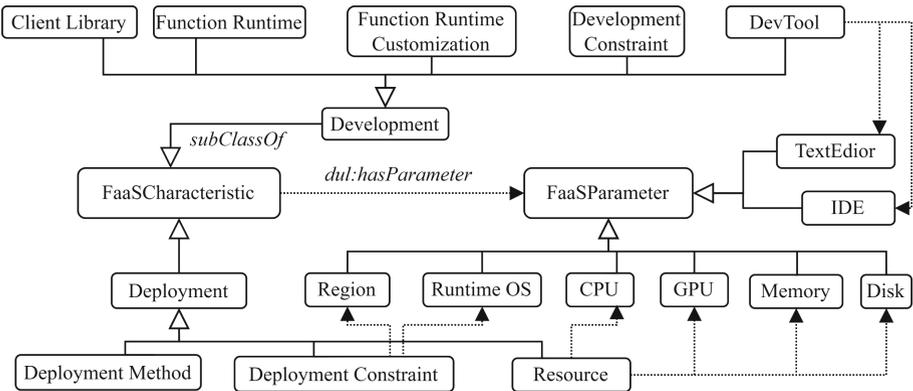 Client Library
Function Runtime
Function Runtime
Customization
Development
Constraint
DevTool
Development
subClassOf
TextEdior
FaaSCharacteristic
dul:hasParameter
FaaSParameter
IDE
Deployment
Region
Runtime OS
CPU
GPU
Memory
Disk
Deployment Method
Deployment Constraint
Resource